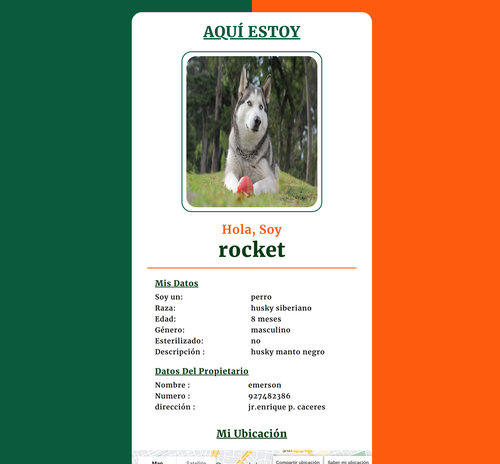 AQUÍ ESTOY
Hola, Soy
rocket
Mis Datos
Soy un: perro
Raza: husky siberiano
Edad: 8 meses
Género: masculino
Esterilizado: no
Descripción : husky manto negro
Datos Del Propietario
Nombre : emerson
Numero : 927482386
dirección : jr.enrique p. caceres
Mi Ubicación
Map Satellite Compartir ubicación Saber mi ubicación